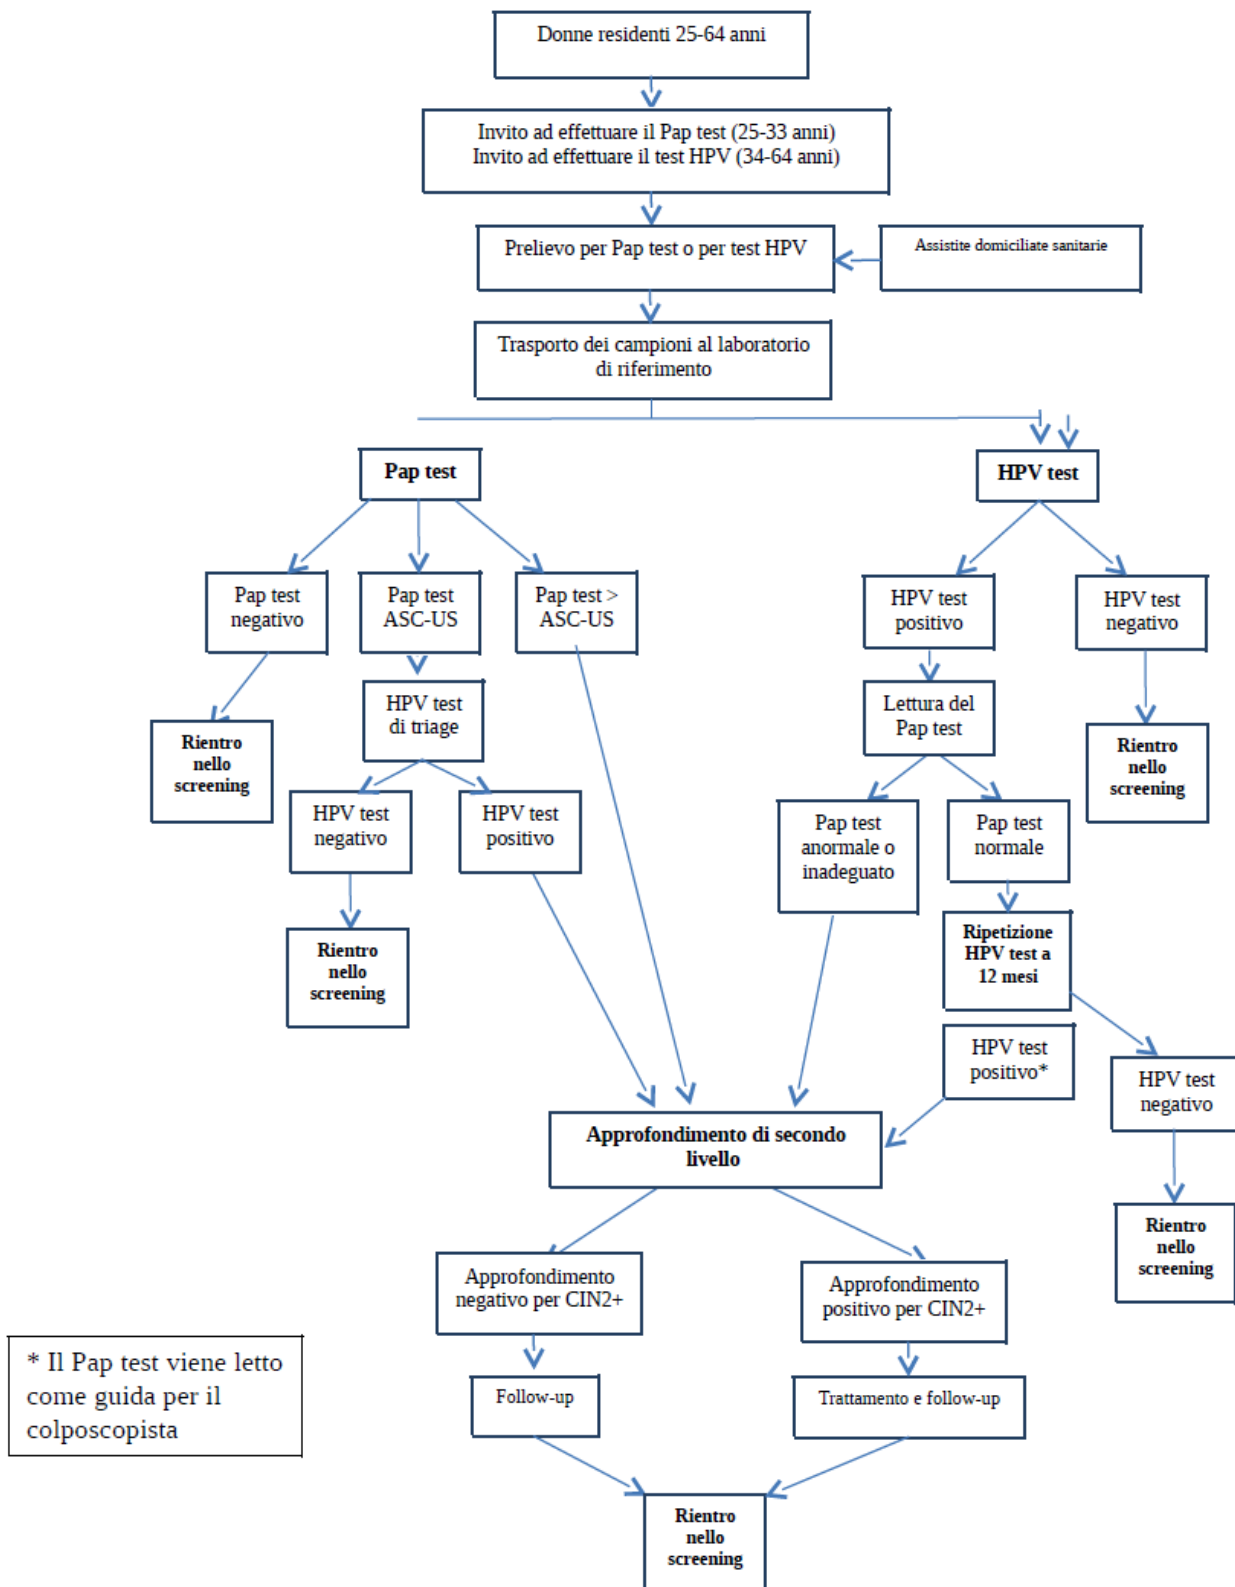 Donne residenti 25-64 anni
Invito ad effettuare il Pap test (25-33 anni)
Invito ad effettuare il test HPV (34-64 anni)
Prelievo per Pap test o per test HPV
Assistite domiciliate sanitarie
Trasporto dei campioni al laboratorio
di riferimento
Pap test
HPV test
Pap test
negativo
Pap test
ASC-US
Pap test >
ASC-US
HPV test
positivo
HPV test
negativo
Rientro
nello
screening
HPV test
di triage
Lettura del
Pap test
Rientro
nello
screening
HPV test
negativo
HPV test
positivo
Pap test
anormale o
inadeguato
Pap test
normale
Rientro
nello
screening
Ripetizione
HPV test a
12 mesi
HPV test
positivo*
HPV test
negativo
Approfondimento di secondo
livello
Rientro
nello
screening
Approfondimento
negativo per CIN2+
Approfondimento
positivo per CIN2+
* Il Pap test viene letto
come guida per il
colposcopista
Follow-up
Trattamento e follow-up
Rientro
nello
screening